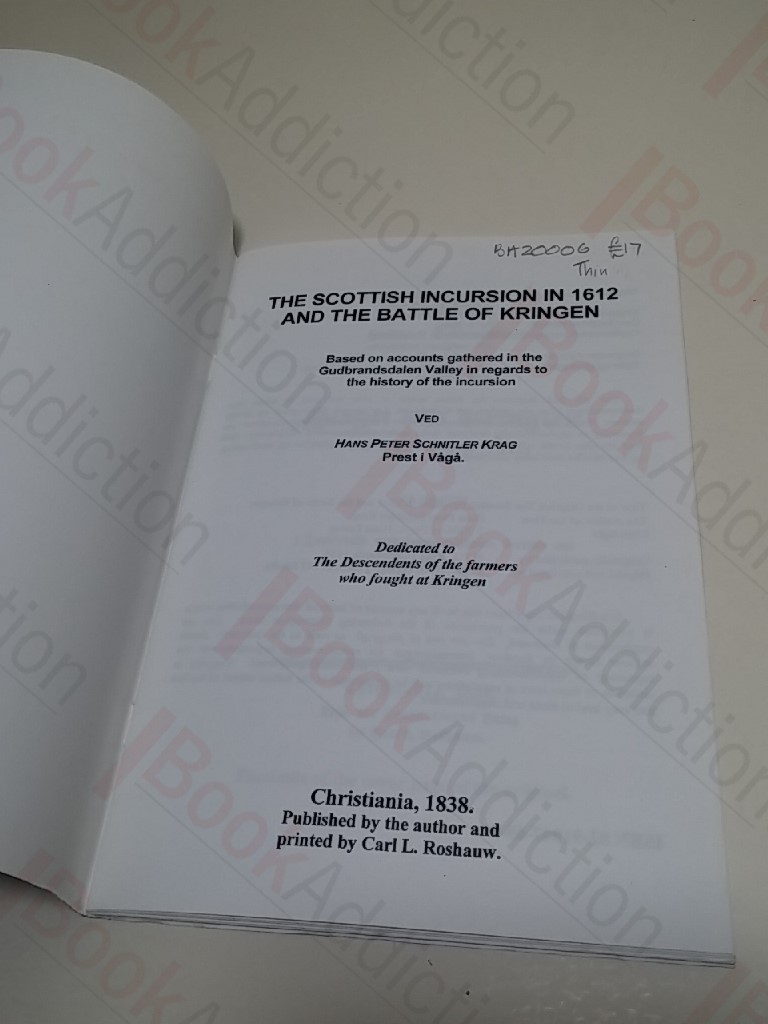 BH20006 £17
Thin
THE SCOTTISH INCURSION IN 1612
AND THE BATTLE OF KRINGEN
Based on accounts gathered in the
Gudbrandsdalen Valley in regards to
the history of the incursion
VED
HANS PETER SCHNITLER KRAG
Prest i Vågå.
Dedicated to
The Descendents of the farmers
who fought at Kringen
Christiania, 1838.
Published by the author and
printed by Carl L. Roshauw.
BookAddiction